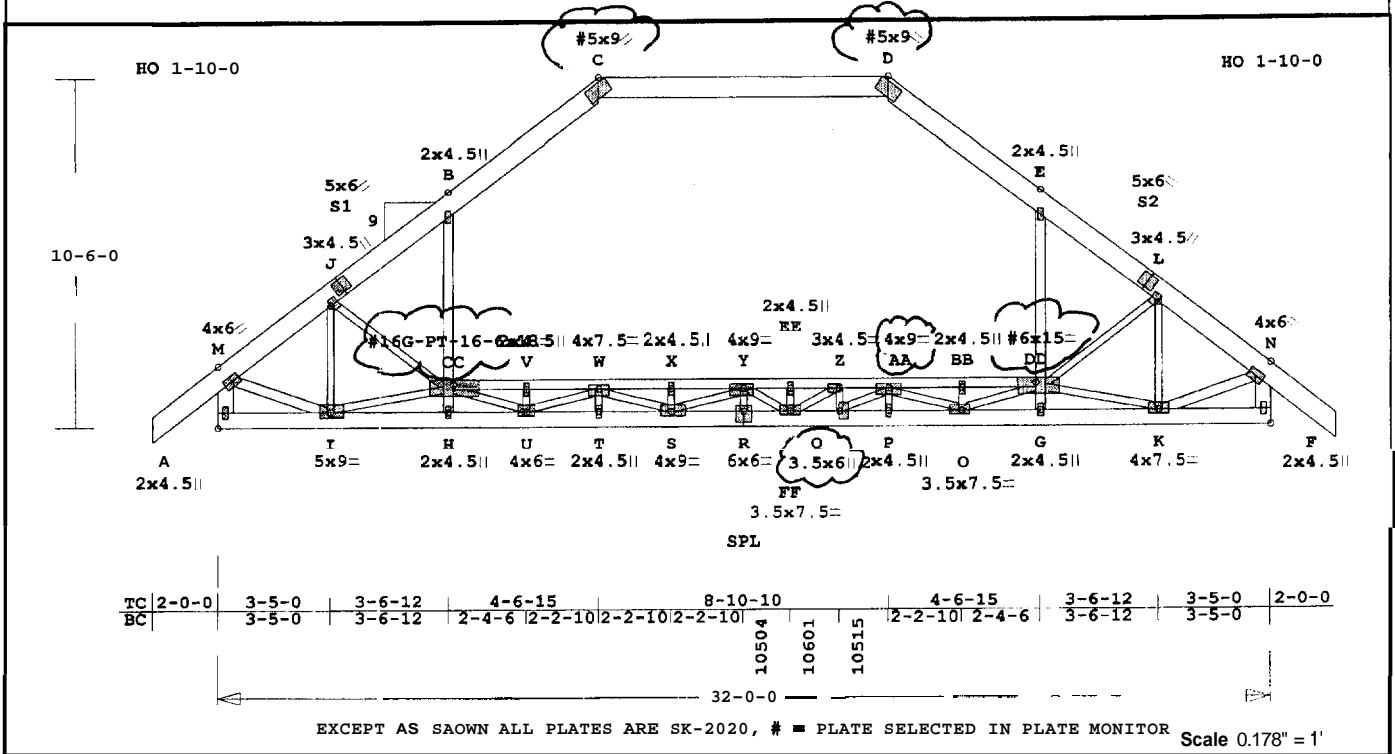 #5x9 #5x9
C D
HO 1-10-0 HO 1-10-0
2x4.5|| 2x4.5||
B E
5x6 5x6
S1 S2
9
3x4.5 3x4.5
J L
10-6-0
2x4.5||
EE
4x6 4x6
M N
#16G-PT-16-6 4x7.5= 2x4.5 4x9= 3x4.5= 4x9= 2x4.5|| #6x15=
CC V W X Y Z AA BB DD
I H U T S R Q P G K
A 5x9= 2x4.5|| 4x6= 2x4.5|| 4x9= 6x6= 3.5x6|| 2x4.5|| O 2x4.5|| 4x7.5= F
2x4.5|| FF 3.5x7.5= 2x4.5||
3.5x7.5=
SPL
TC 2-0-0 3-5-0 3-6-12 4-6-15 8-10-10 4-6-15 3-6-12 3-5-0 2-0-0
BC 3-5-0 3-6-12 2-4-6 2-2-10 2-2-10 2-2-10 10504 10601 10515 2-2-10 2-4-6 3-6-12 3-5-0
32-0-0
EXCEPT AS SAOWN ALL PLATES ARE SK-2020, # = PLATE SELECTED IN PLATE MONITOR
Scale 0.178" = 1'